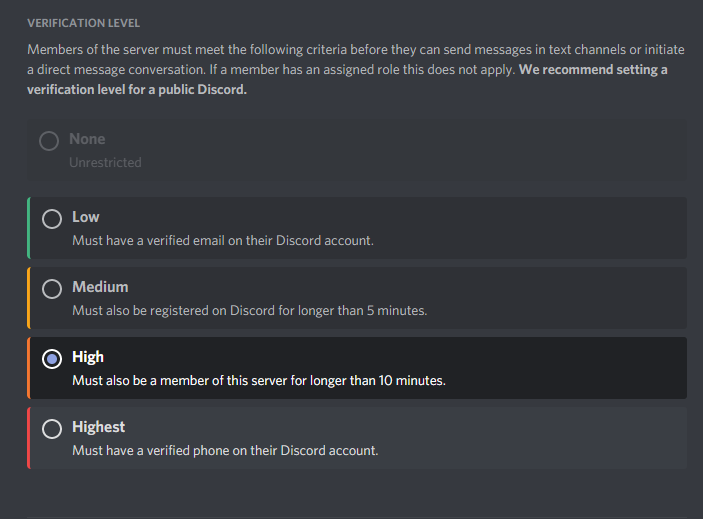 VERIFICATION LEVEL
Members of the server must meet the following criteria before they can send messages in text channels or initiate
a direct message conversation. If a member has an assigned role this does not apply. We recommend setting a
verification level for a public Discord.
None
Unrestricted
Low
Must have a verified email on their Discord account.
Medium
Must also be registered on Discord for longer than 5 minutes.
High
Must also be a member of this server for longer than 10 minutes.
Highest
Must have a verified phone on their Discord account.